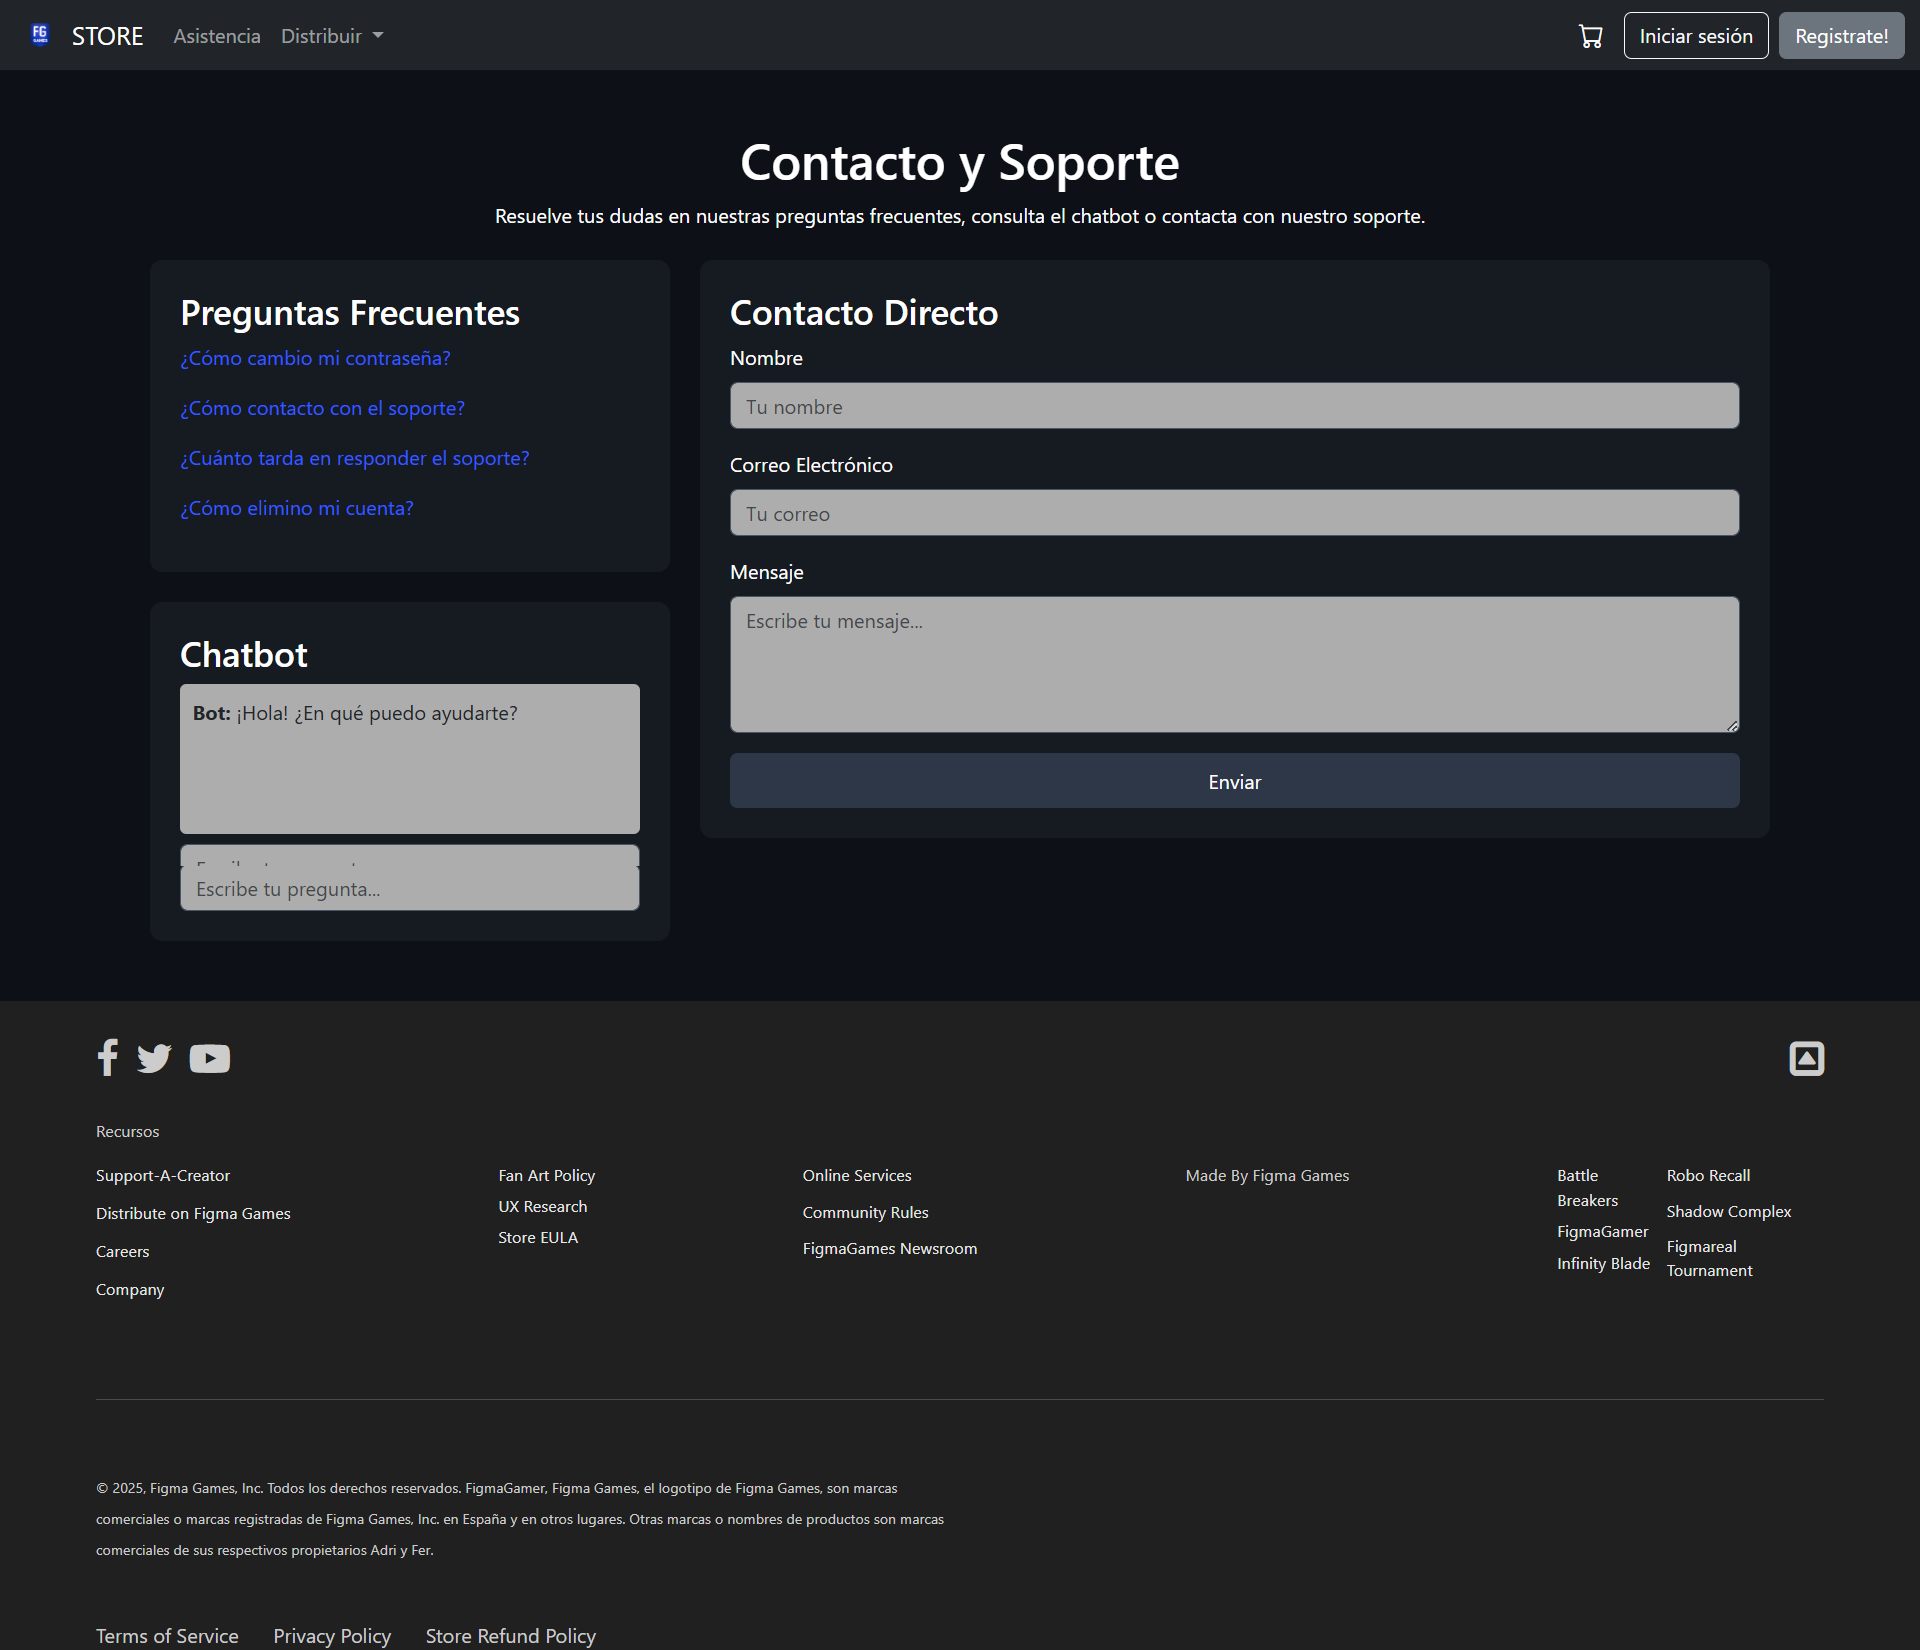 FG
GAMES
STORE
Asistencia
Distribuir
Iniciar sesión
Registrate!
Contacto y Soporte
Resuelve tus dudas en nuestras preguntas frecuentes, consulta el chatbot o contacta con nuestro soporte.
Preguntas Frecuentes
¿Cómo cambio mi contraseña?
¿Cómo contacto con el soporte?
¿Cuánto tarda en responder el soporte?
¿Cómo elimino mi cuenta?
Chatbot
Bot: ¡Hola! ¿En qué puedo ayudarte?
Escribe tu pregunta...
Contacto Directo
Nombre
Tu nombre
Correo Electrónico
Tu correo
Mensaje
Escribe tu mensaje...
Enviar
Recursos
Support-A-Creator
Distribute on Figma Games
Careers
Company
Fan Art Policy
UX Research
Store EULA
Online Services
Community Rules
FigmaGames Newsroom
Made By Figma Games
Battle
Breakers
FigmaGamer
Infinity Blade
Robo Recall
Shadow Complex
Figmareal
Tournament
© 2025, Figma Games, Inc. Todos los derechos reservados. FigmaGamer, Figma Games, el logotipo de Figma Games, son marcas
comerciales o marcas registradas de Figma Games, Inc. en España y en otros lugares. Otras marcas o nombres de productos son marcas
comerciales de sus respectivos propietarios Adri y Fer.
Terms of Service
Privacy Policy
Store Refund Policy